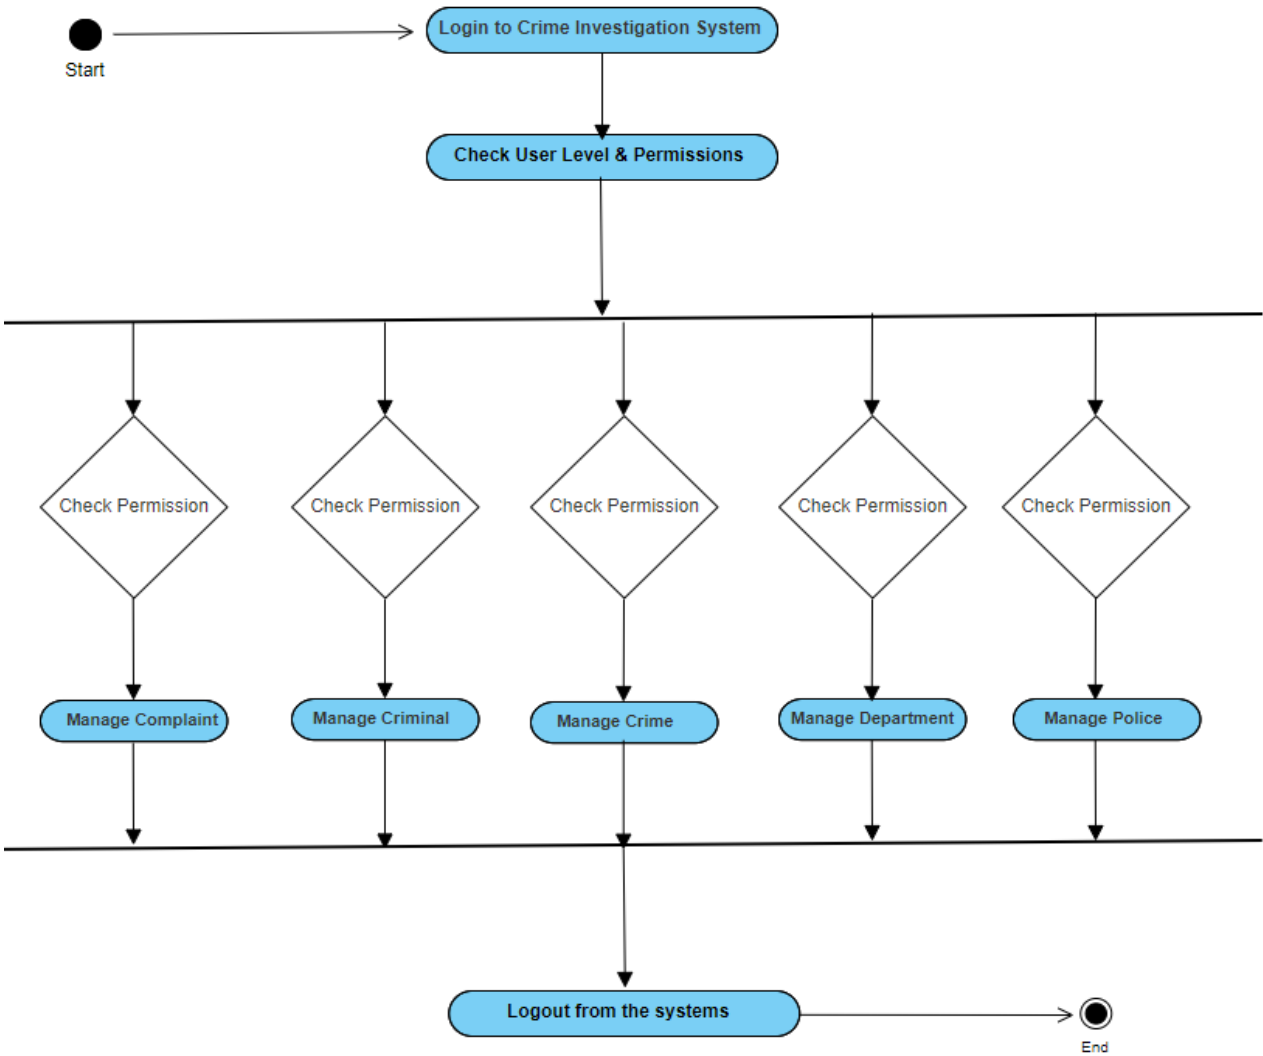 Login to Crime Investigation System
Start
Check User Level & Permissions
Check Permission
Check Permission
Check Permission
Check Permission
Check Permission
Manage Complaint
Manage Criminal
Manage Crime
Manage Department
Manage Police
Logout from the systems
End